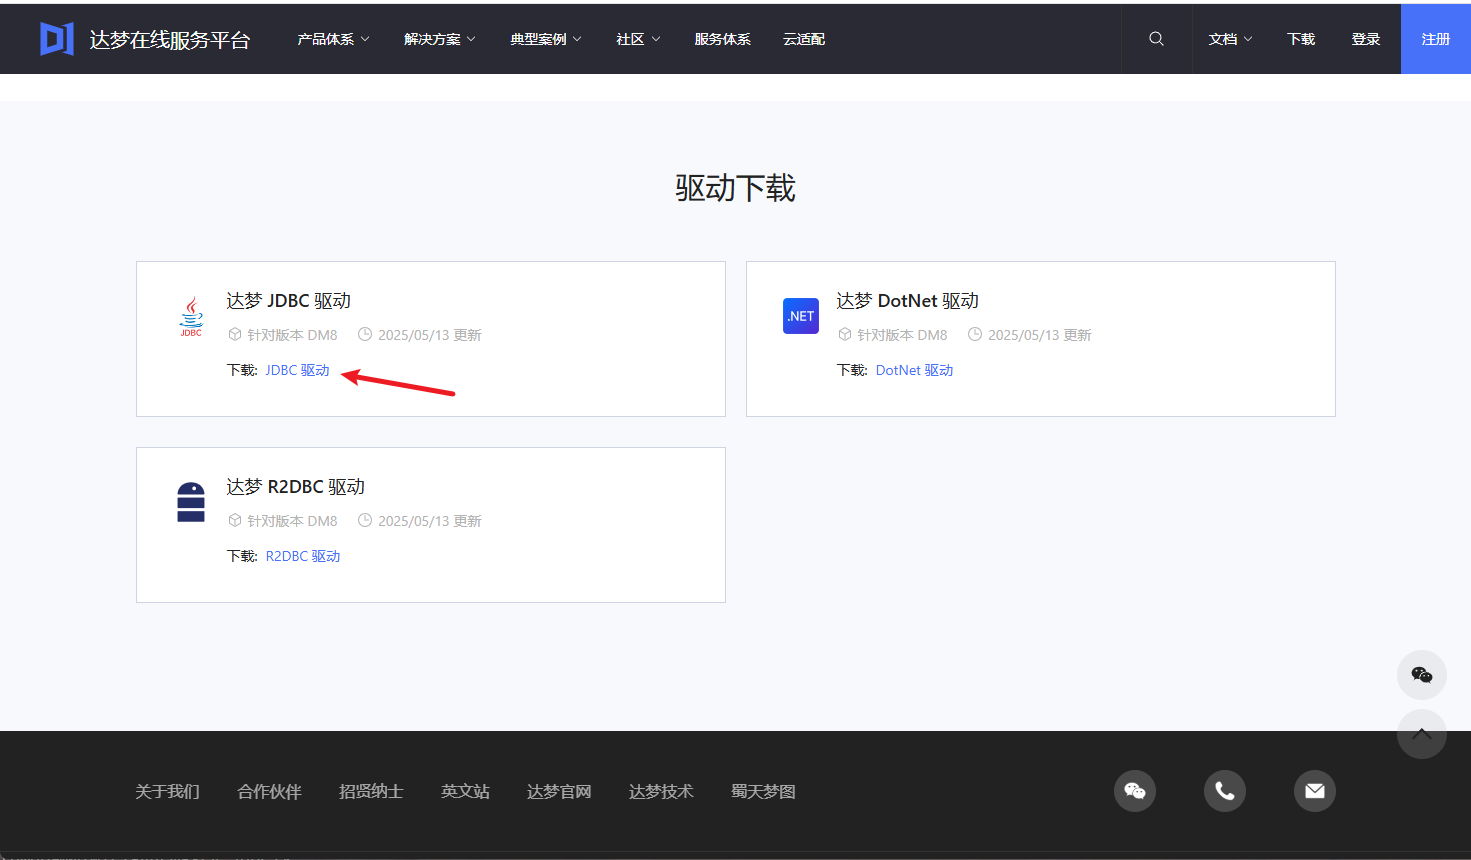 达梦在线服务平台 产品体系 解决方案 典型案例 社区 服务体系 云适配 文档 下载 登录 注册
驱动下载
达梦 JDBC 驱动
JDBC
针对版本 DM8 2025/05/13 更新
下载: JDBC 驱动
达梦 DotNet 驱动
.NET
针对版本 DM8 2025/05/13 更新
下载: DotNet 驱动
达梦 R2DBC 驱动
针对版本 DM8 2025/05/13 更新
下载: R2DBC 驱动
关于我们 合作伙伴 招贤纳士 英文站 达梦官网 达梦技术 蜀天梦图